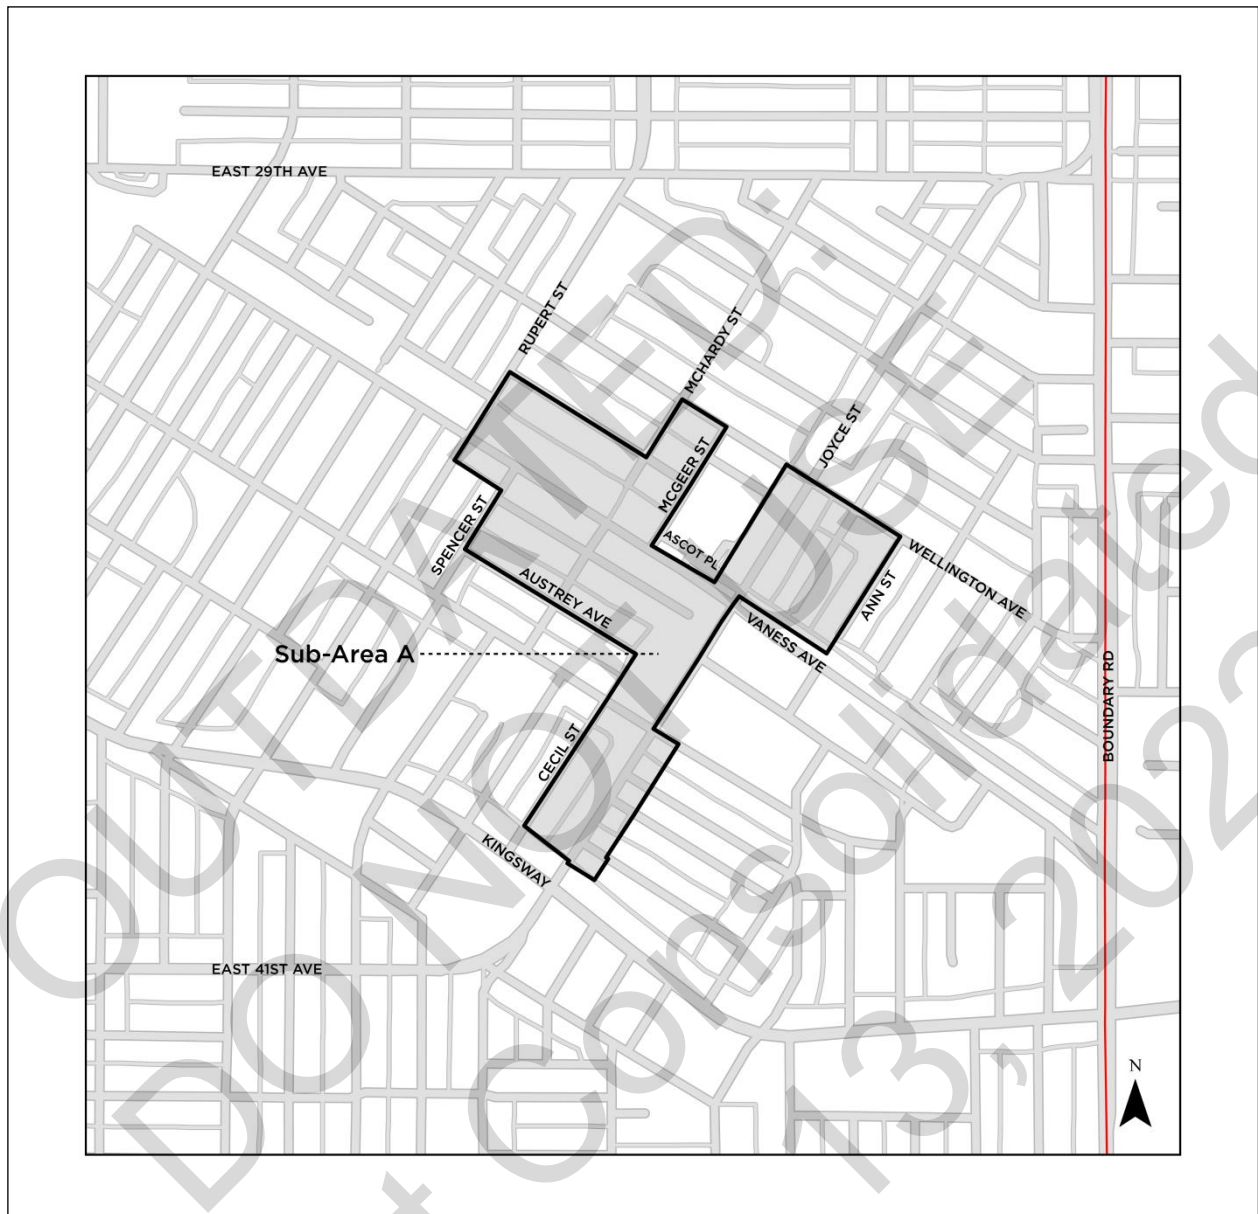 EAST 29TH AVE
RUPERT ST
MCHARDY ST
JOYCE ST
MCGEER ST
SPENCER ST
ASCOT PL
WELLINGTON AVE
ANN ST
AUSTREY AVE
VANESS AVE
Sub-Area A
BOUNDARY RD
CECIL ST
KINGSWAY
EAST 41ST AVE
N
OUTDATED:
DO NOT USE
t Consolidated
13, 202